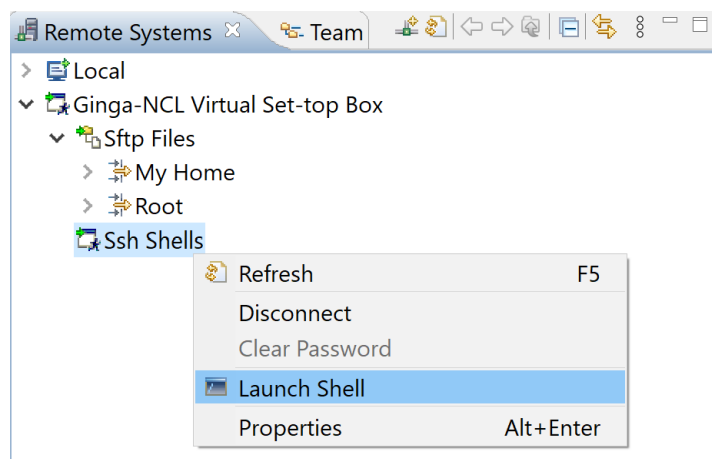 Remote Systems Team
Local
Ginga-NCL Virtual Set-top Box
Sftp Files
My Home
Root
Ssh Shells
Refresh F5
Disconnect
Clear Password
Launch Shell
Properties Alt+Enter